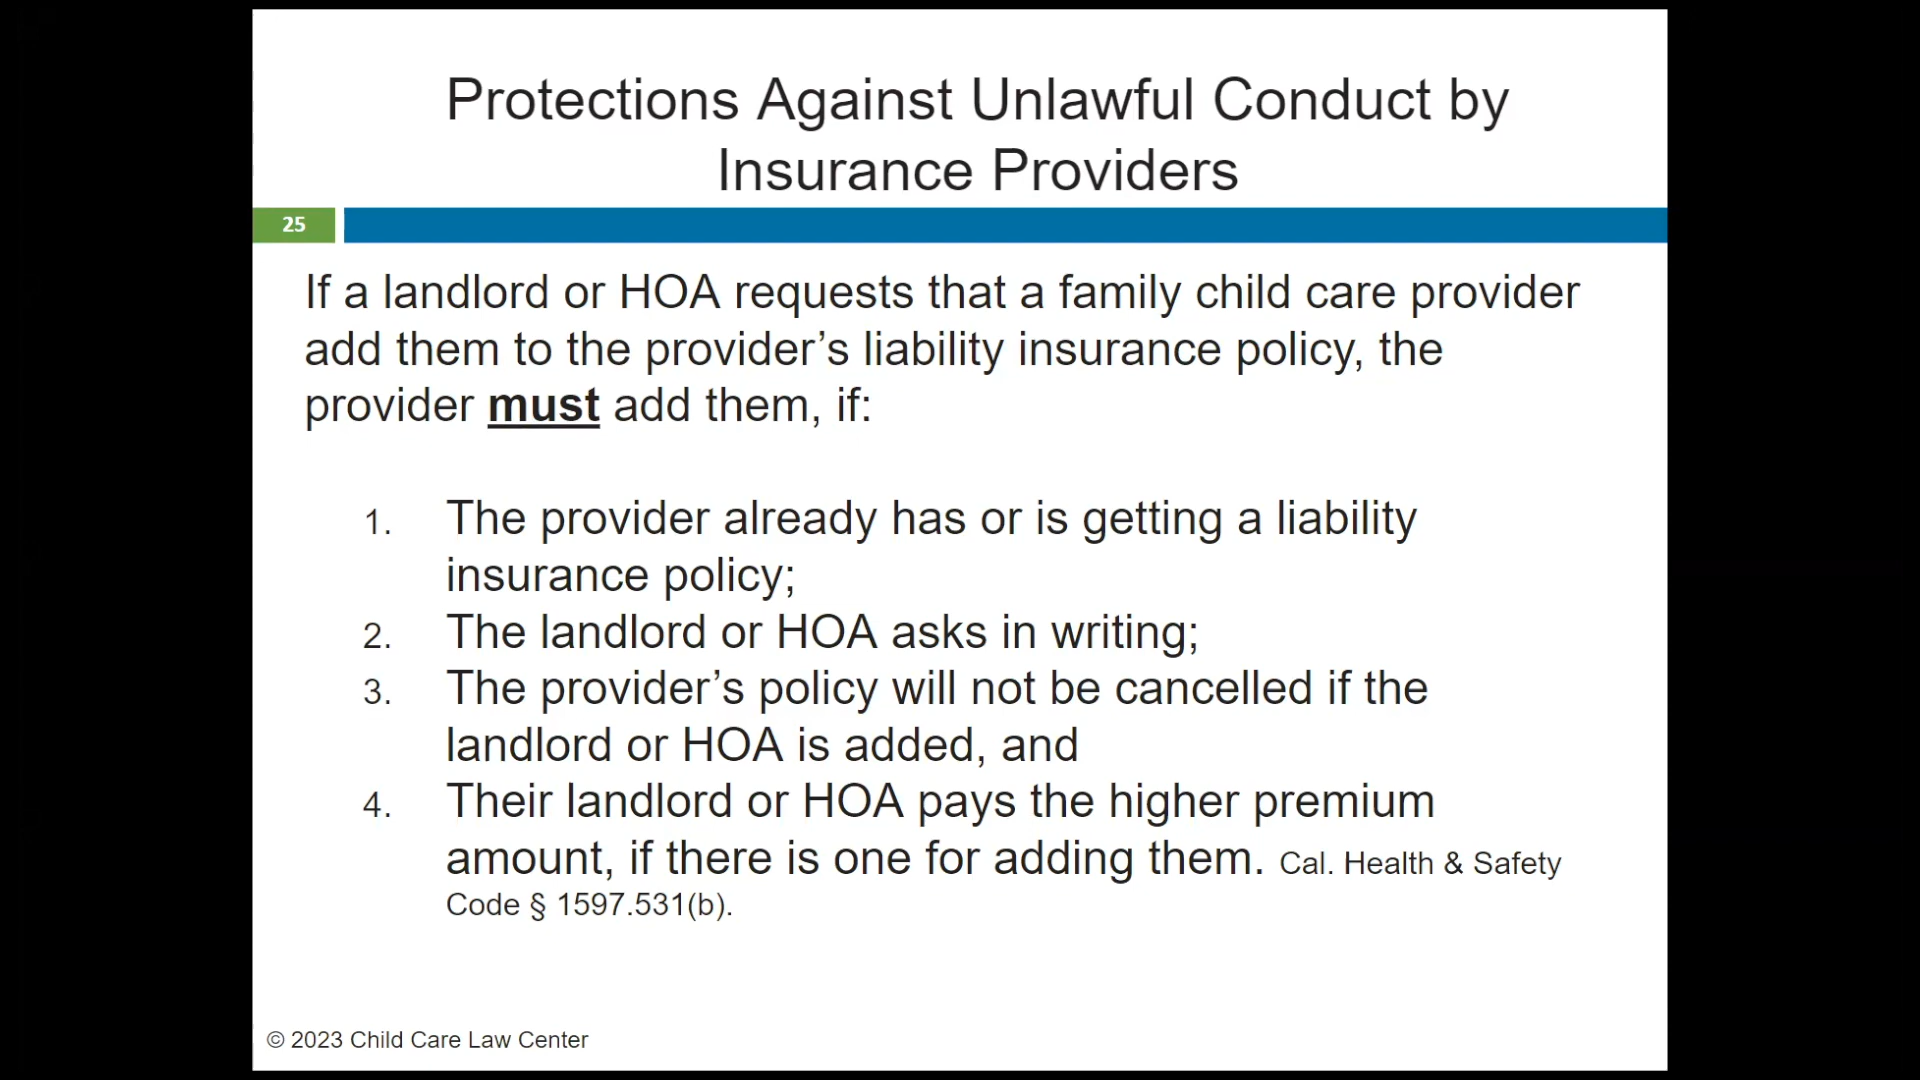 Protections Against Unlawful Conduct by
Insurance Providers
25
If a landlord or HOA requests that a family child care provider
add them to the provider’s liability insurance policy, the
provider must add them, if:
1. The provider already has or is getting a liability
insurance policy;
2. The landlord or HOA asks in writing;
3. The provider’s policy will not be cancelled if the
landlord or HOA is added, and
4. Their landlord or HOA pays the higher premium
amount, if there is one for adding them. Cal. Health & Safety
Code § 1597.531(b).
© 2023 Child Care Law Center